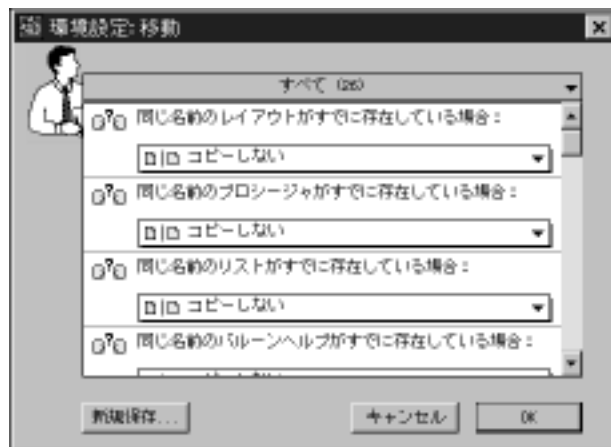 環境設定:移動
すべて (26)
同じ名前のレイアウトがすでに存在している場合:
コピーしない
同じ名前のプロシージャがすでに存在している場合:
コピーしない
同じ名前のリストがすでに存在している場合:
コピーしない
同じ名前のバルーンヘルプがすでに存在している場合:
新規保存...
キャンセル
OK